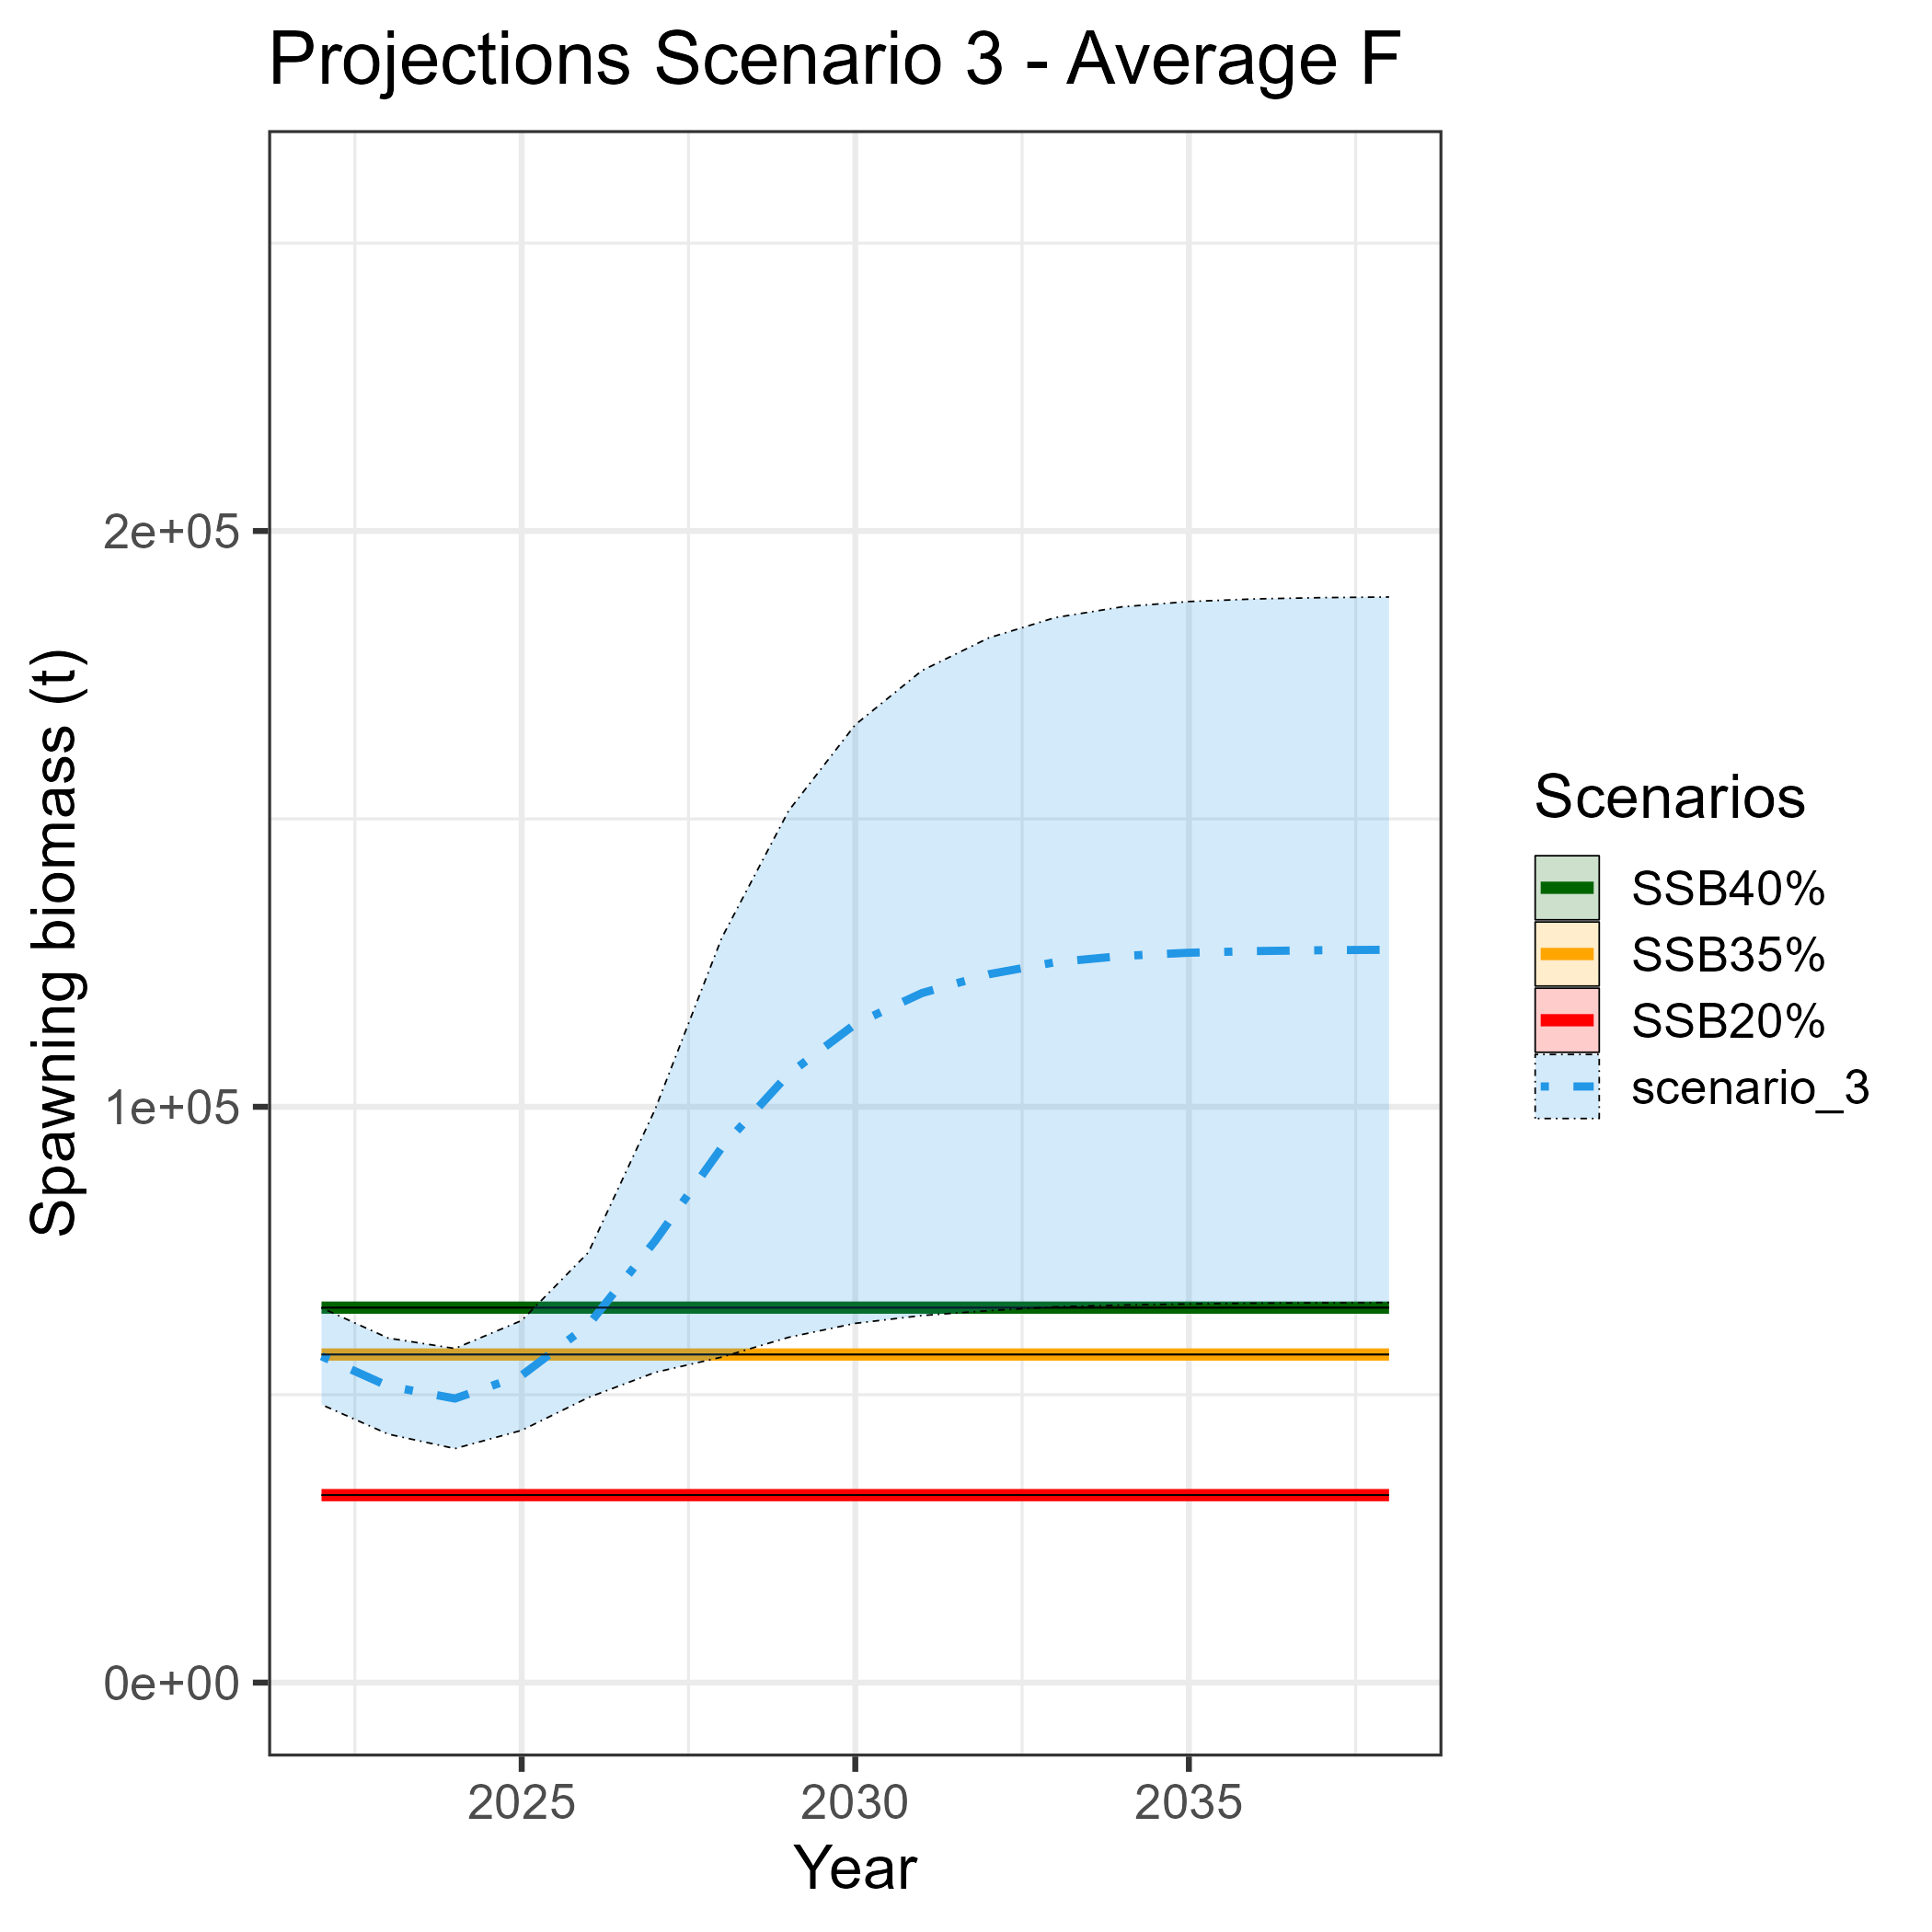 Projections Scenario 3 - Average F
Spawning biomass (t)
2e+05
1e+05
0e+00
2025
2030
2035
Year
Scenarios
SSB40%
SSB35%
SSB20%
scenario_3